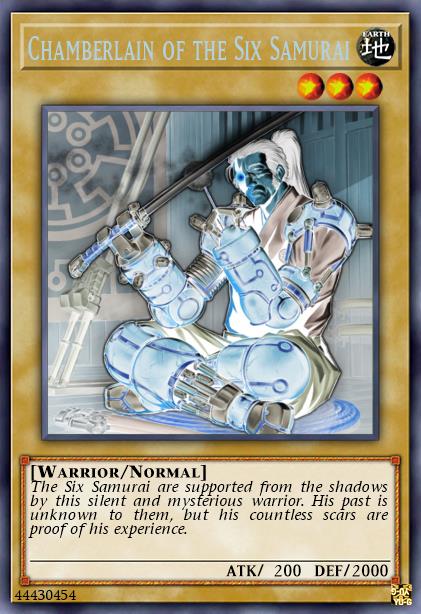 CHAMBERLAIN OF THE SIX SAMURAI
EARTH
地
[WARRIOR/NORMAL]
The Six Samurai are supported from the shadows
by this silent and mysterious warrior. His past is
unknown to them, but his countless scars are
proof of his experience.
ATK/ 200 DEF/2000
44430454